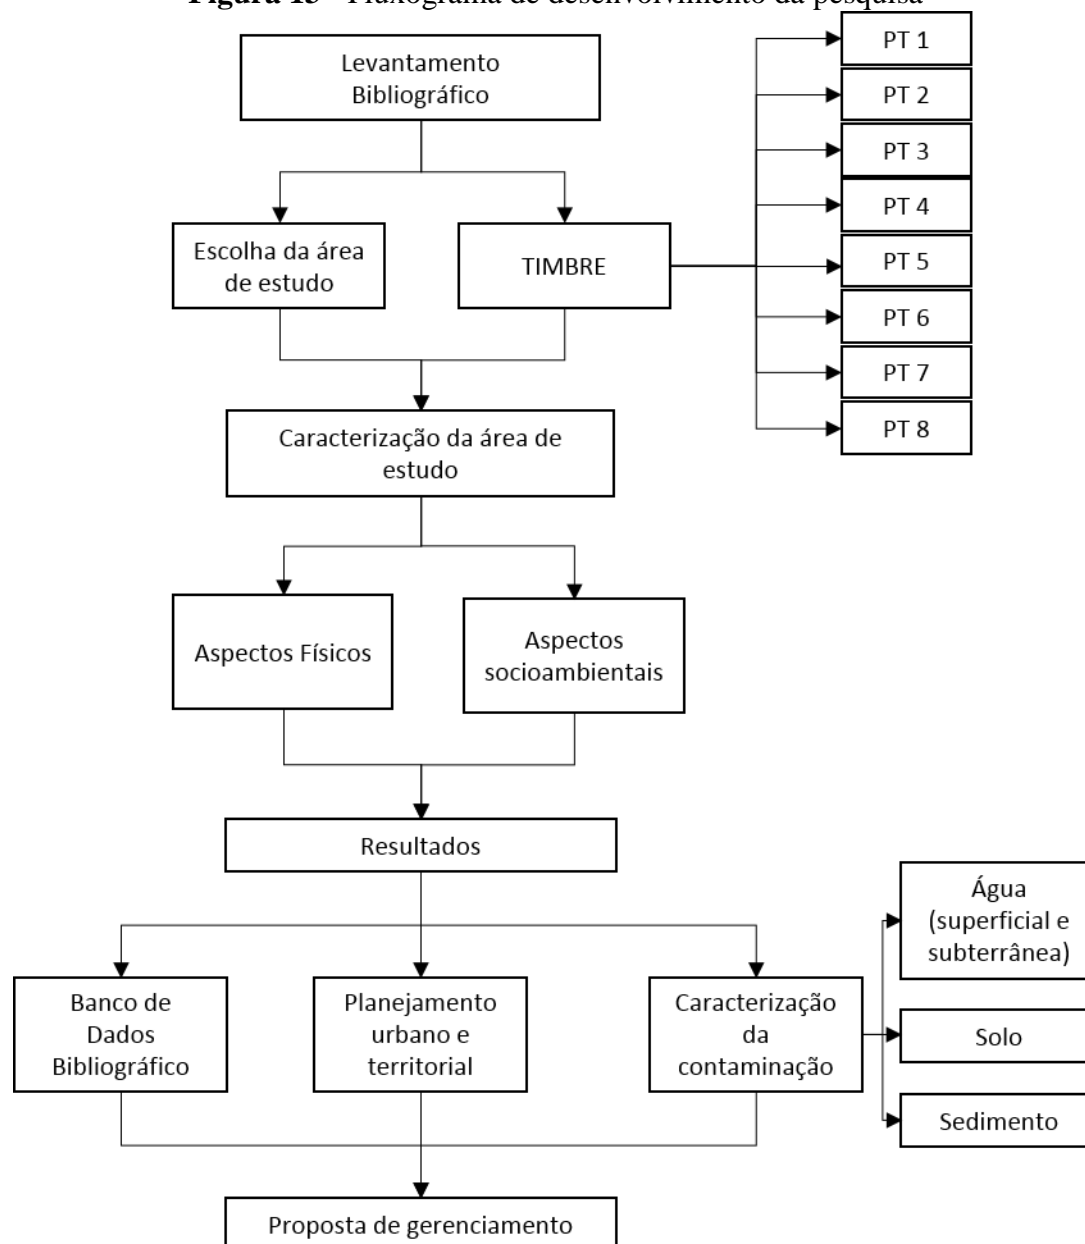 Figura 15 - Fluxograma de desenvolvimento da pesquisa
Levantamento
Bibliográfico
PT 1
PT 2
PT 3
PT 4
PT 5
PT 6
PT 7
PT 8
Escolha da área
de estudo
TIMBRE
Caracterização da área de
estudo
Aspectos Físicos
Aspectos
socioambientais
Resultados
Banco de
Dados
Bibliográfico
Planejamento
urbano e
territorial
Caracterização
da
contaminação
Água
(superficial e
subterrânea)
Solo
Sedimento
Proposta de gerenciamento